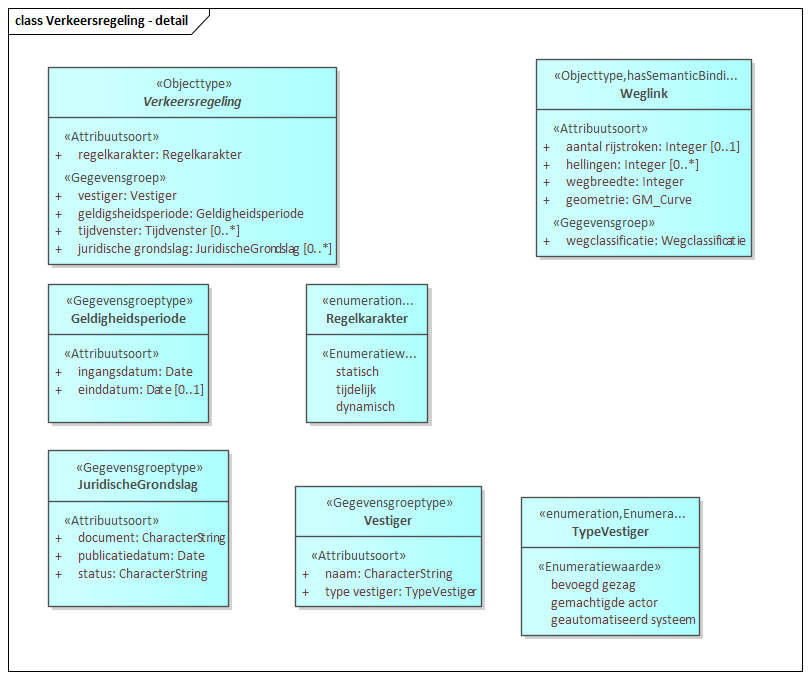 class Verkeersregeling - detail
«Objecttype»
Verkeersregeling
«Attribuutsoort»
+ regelkarakter: Regelkarakter
«Gegevensgroep»
+ vestiger: Vestiger
+ geldigsheidsperiode: Geldigheidsperiode
+ tijdvenster: Tijdvenster [0..*]
+ juridische grondslag: JuridischeGrondslag [0..*]
«Objecttype,hasSemanticBindi...
Weglink
«Attribuutsoort»
+ aantal rijstroken: Integer [0..1]
+ hellingen: Integer [0..*]
+ wegbreedte: Integer
+ geometrie: GM_Curve
«Gegevensgroep»
+ wegclassificatie: Wegclassificatie
«Gegevensgroeptype»
Geldigheidsperiode
«Attribuutsoort»
+ ingangsdatum: Date
+ einddatum: Date [0..1]
«enumeration...
Regelkarakter
«Enumeratiew...
statisch
tijdelijk
dynamisch
«Gegevensgroeptype»
JuridischeGrondslag
«Attribuutsoort»
+ document: CharacterString
+ publicatiedatum: Date
+ status: CharacterString
«Gegevensgroeptype»
Vestiger
«Attribuutsoort»
+ naam: CharacterString
+ type vestiger: TypeVestiger
«enumeration,Enumera...
TypeVestiger
«Enumeratiewaarde»
bevoegd gezag
gemachtigde actor
geautomatiseerd systeem